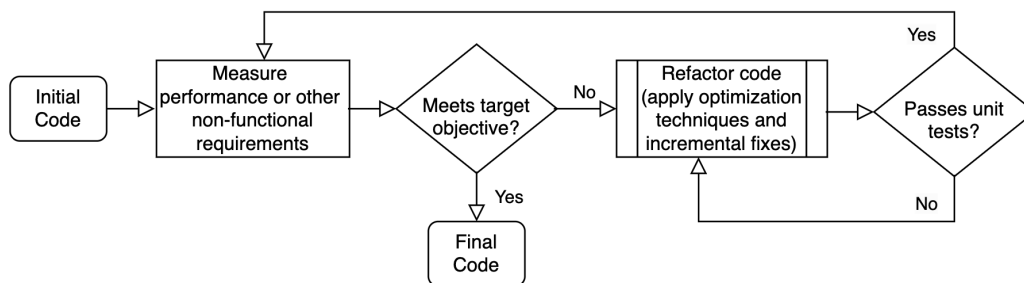 Initial
Code
Measure
performance or other
non-functional
requirements
Meets target
objective?
No
Yes
Final
Code
Refactor code
(apply optimization
techniques and
incremental fixes)
Passes unit
tests?
Yes
No